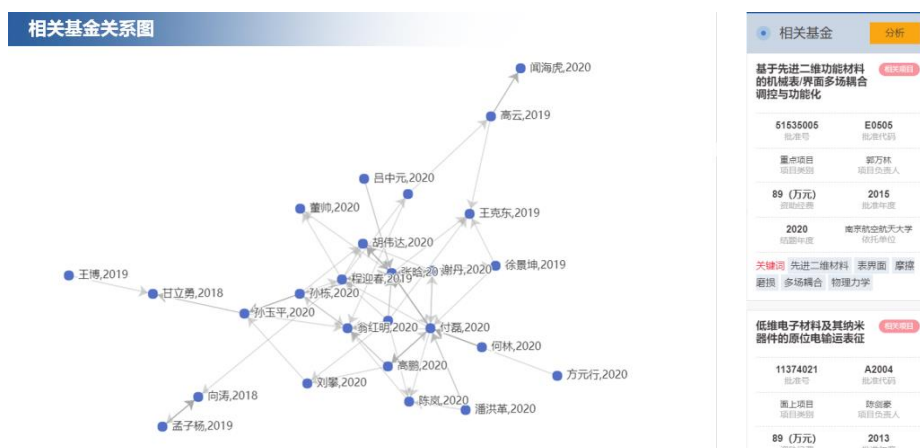 相关基金关系图
闻海虎,2020
高云,2019
吕中元,2020
董帅,2020
王克东,2019
胡伟达,2020
张晗,20
谢丹,2020
徐景坤,2019
程迎春,2019
王博,2019
甘立勇,2018
孙栋,2020
孙玉平,2020
翁红明,2020
付磊,2020
何林,2020
高鹏,2020
方元行,2020
刘攀,2020
向涛,2018
陈岚,2020
潘洪革,2020
孟子杨,2019
相关基金
分析
基于先进二维功能材料
相关项目
的机械表/界面多场耦合
调控与功能化
51535005 E0505
批准号 批准代码
重点项目 郭万林
项目类别 项目负责人
89 (万元) 2015
资助经费 批准年度
2020 南京航空航天大学
结题年度 依托单位
关键词 先进二维材料 表界面 摩擦
磨损 多场耦合 物理力学
低维电子材料及其纳米
相关项目
器件的原位电输运表征
11374021 A2004
批准号 批准代码
面上项目 陈剑豪
项目类别 项目负责人
89 (万元) 2013